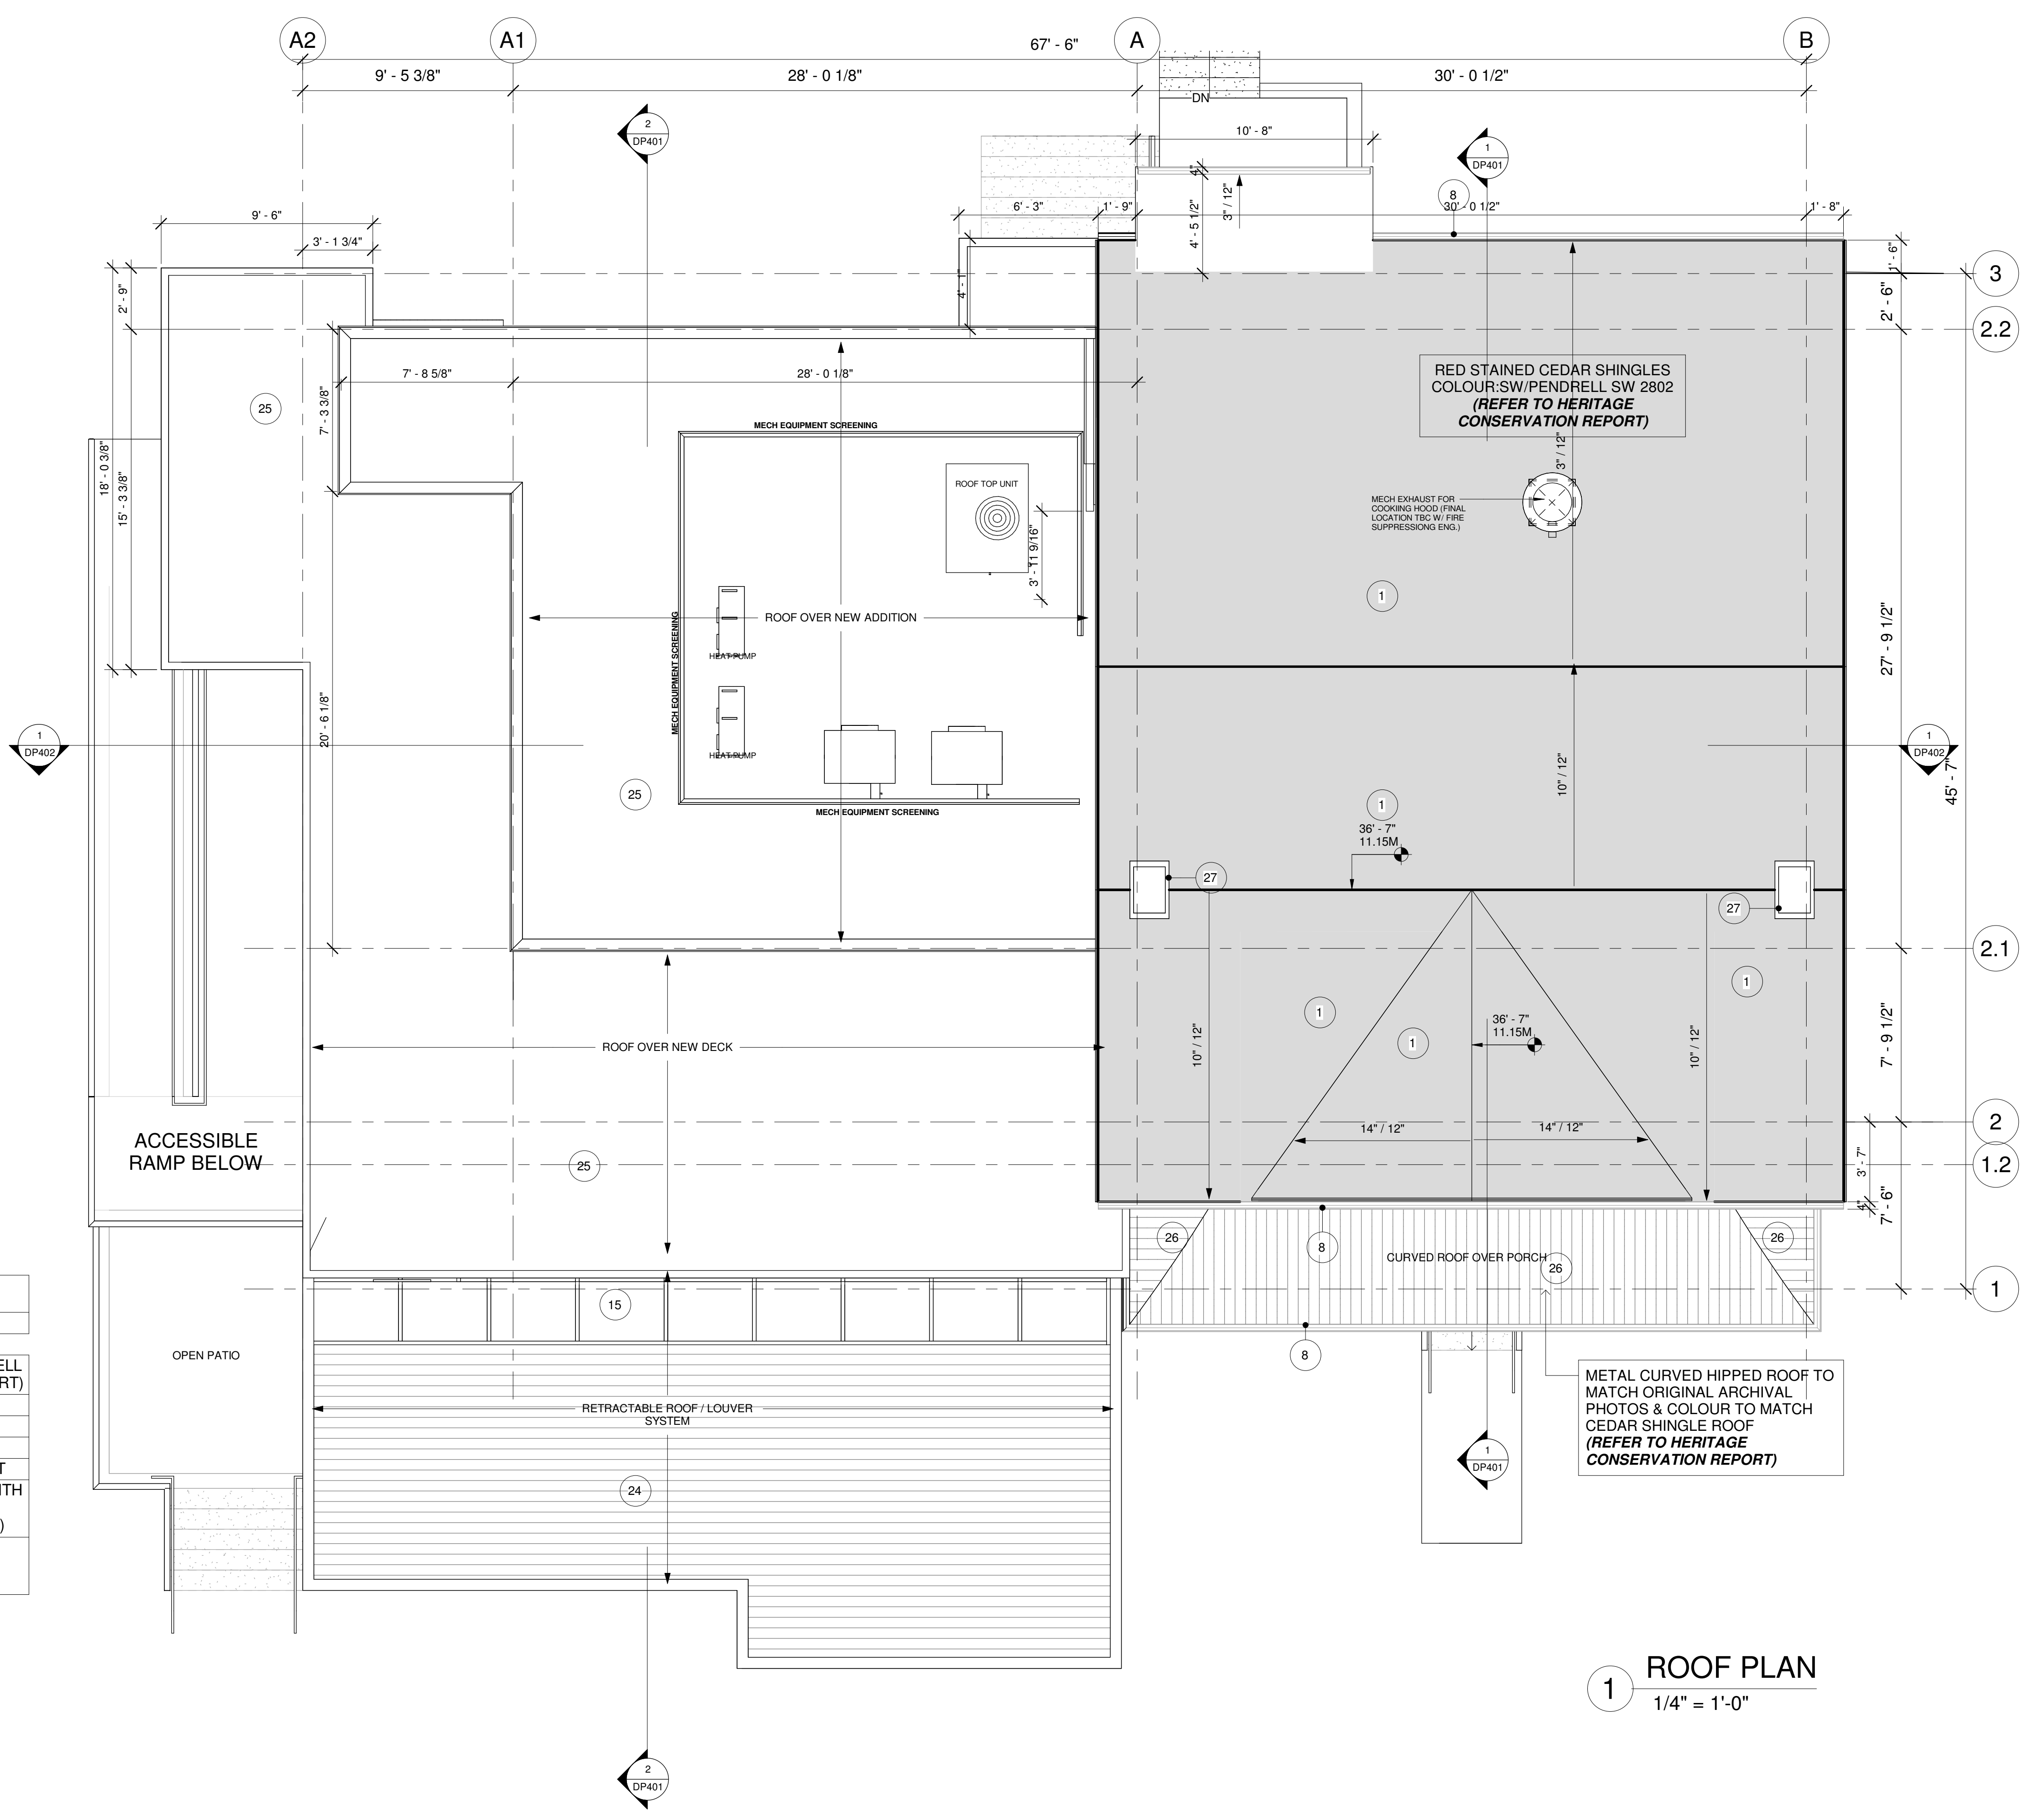 A2
A1
A
B
67' - 6"
9' - 5 3/8"
28' - 0 1/8"
30' - 0 1/2"
DN
2
DP401
10' - 8"
1
DP401
4"
3" / 12"
4' - 5 1/2"
8
9' - 6"
3' - 1 3/4"
6' - 3"
1' - 9"
30' - 0 1/2"
1' - 8"
1' - 6"
3
2' - 9"
4' - 1"
2' - 6"
2.2
7' - 8 5/8"
28' - 0 1/8"
RED STAINED CEDAR SHINGLES
COLOUR:SW/PENDRELL SW 2802
(REFER TO HERITAGE
CONSERVATION REPORT)
25
7' - 3 3/8"
MECH EQUIPMENT SCREENING
18' - 0 3/8"
15' - 3 3/8"
3" / 12"
ROOF TOP UNIT
MECH EXHAUST FOR
COOKIING HOOD (FINAL
LOCATION TBC W/ FIRE
SUPPRESSIONG ENG.)
3' - 11 9/16"
1
ROOF OVER NEW ADDITION
MECH EQUIPMENT SCREENING
HEAT PUMP
27' - 9 1/2"
20' - 6 1/8"
1
DP402
HEAT PUMP
10" / 12"
1
DP402
45' - 7"
25
MECH EQUIPMENT SCREENING
1
36' - 7"
11.15M
27
27
2.1
1
1
36' - 7"
11.15M
1
10" / 12"
10" / 12"
7' - 9 1/2"
ROOF OVER NEW DECK
14" / 12"
14" / 12"
2
ACCESSIBLE
RAMP BELOW
25
3' - 7"
1.2
4"
7' - 6"
26
8
CURVED ROOF OVER PORCH
26
26
1
15
OPEN PATIO
8
ELL
RT)
METAL CURVED HIPPED ROOF TO
MATCH ORIGINAL ARCHIVAL
PHOTOS & COLOUR TO MATCH
CEDAR SHINGLE ROOF
(REFER TO HERITAGE
CONSERVATION REPORT)
RETRACTABLE ROOF / LOUVER
SYSTEM
1
DP401
T
ITH
)
24
1
ROOF PLAN
1/4" = 1'-0"
2
DP401